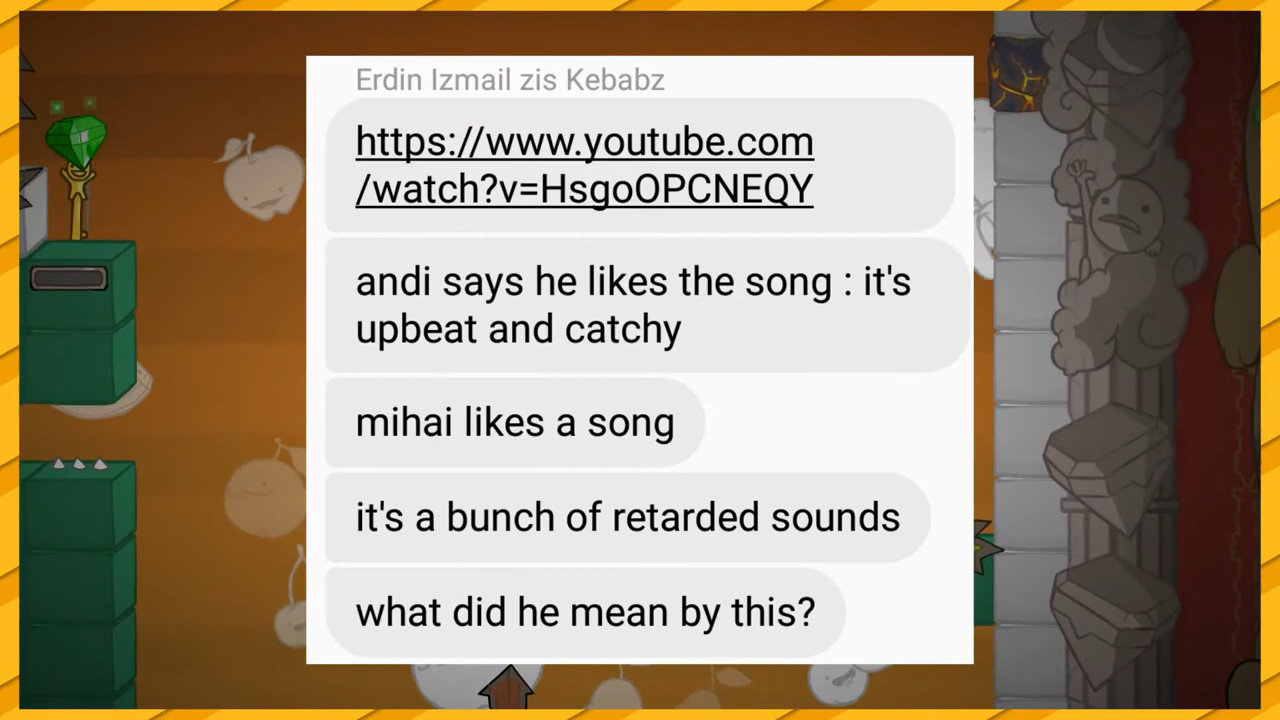 Erdin Izmail zis Kebabz
https://www.youtube.com
/watch?v=HsgoOPCNEQY
andi says he likes the song : it's
upbeat and catchy
mihai likes a song
it's a bunch of retarded sounds
what did he mean by this?